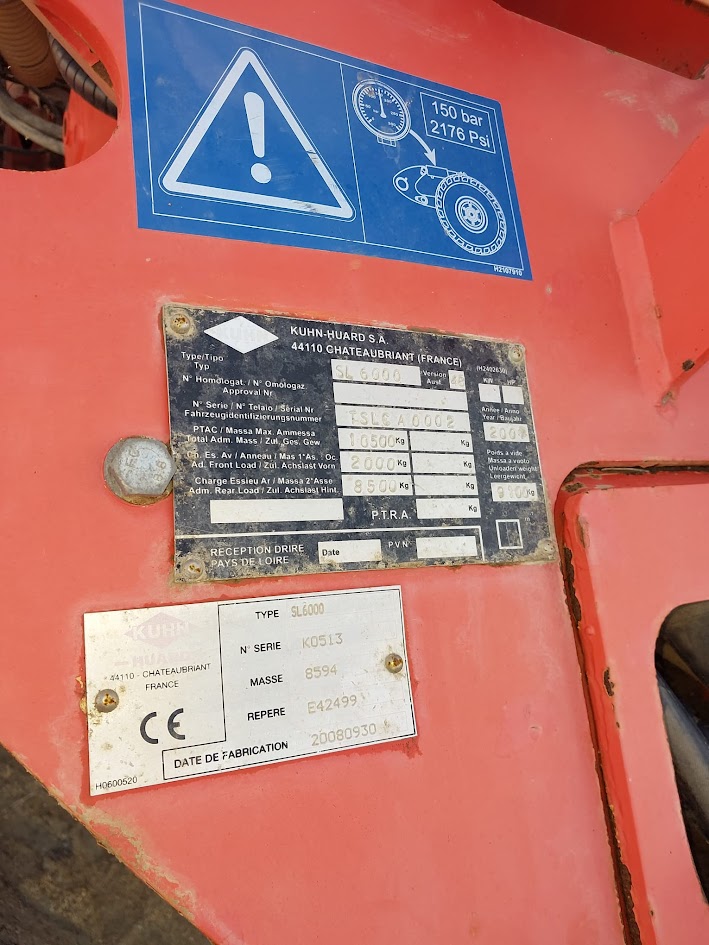 150 bar
2176 Psi
H2197910
KUHN-HUARD S.A.
44110 CHATEAUBRIANT (FRANCE)
(H2402630)
Type/Tipo
Typ
SL 6000
Version
Ausf.
KW HP
N° Homologat. / N° Omologaz
Approval Nr
N° Serie / N° Telaio / Serial Nr
Fahrzeugidentifizierungsnummer
TSLCA0002
Annee / Anno
Year / Baujahr
PTAC / Massa Max. Ammessa
Total Adm. Mass / Zul. Ges. Gew.
10500 Kg
Kg
Ch. Es. Av / Anneau / Mas 1°As. Oc
Ad. Front Load / Zul. Achslast Vorn
2000 Kg
Kg
Poids a vide
Massa a vuoto
Unloaden weight
Leergewicht
Kg
Charge Essieu Ar / Massa 2°Asse
Adm. Rear Load / Zul. Achslast Hint.
8500 Kg
Kg
P.T.R.A.
Kg
RECEPTION DRIRE
PAYS DE LOIRE
Date
PVN°
KUHN
HUARD
44110 - CHATEAUBRIANT
FRANCE
CE
H0600520
TYPE SL6000
N° SERIE K0513
MASSE 8594
REPERE E42499
DATE DE FABRICATION 20080930